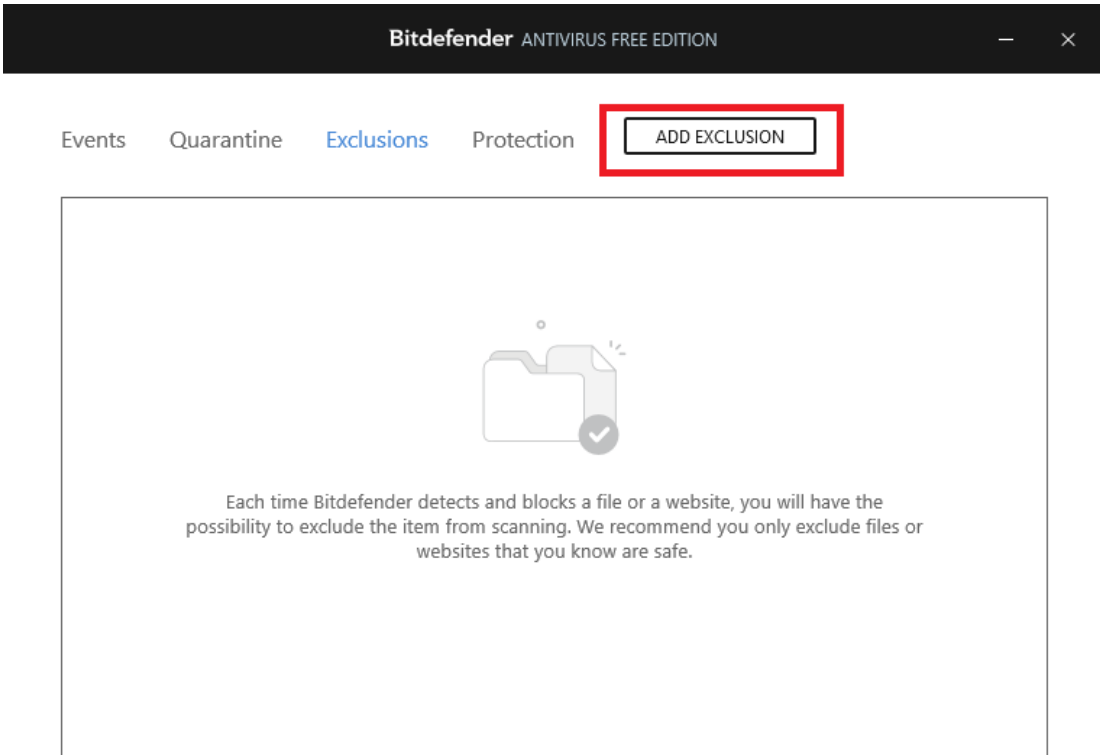 Bitdefender ANTIVIRUS FREE EDITION
Events Quarantine Exclusions Protection ADD EXCLUSION
Each time Bitdefender detects and blocks a file or a website, you will have the
possibility to exclude the item from scanning. We recommend you only exclude files or
websites that you know are safe.